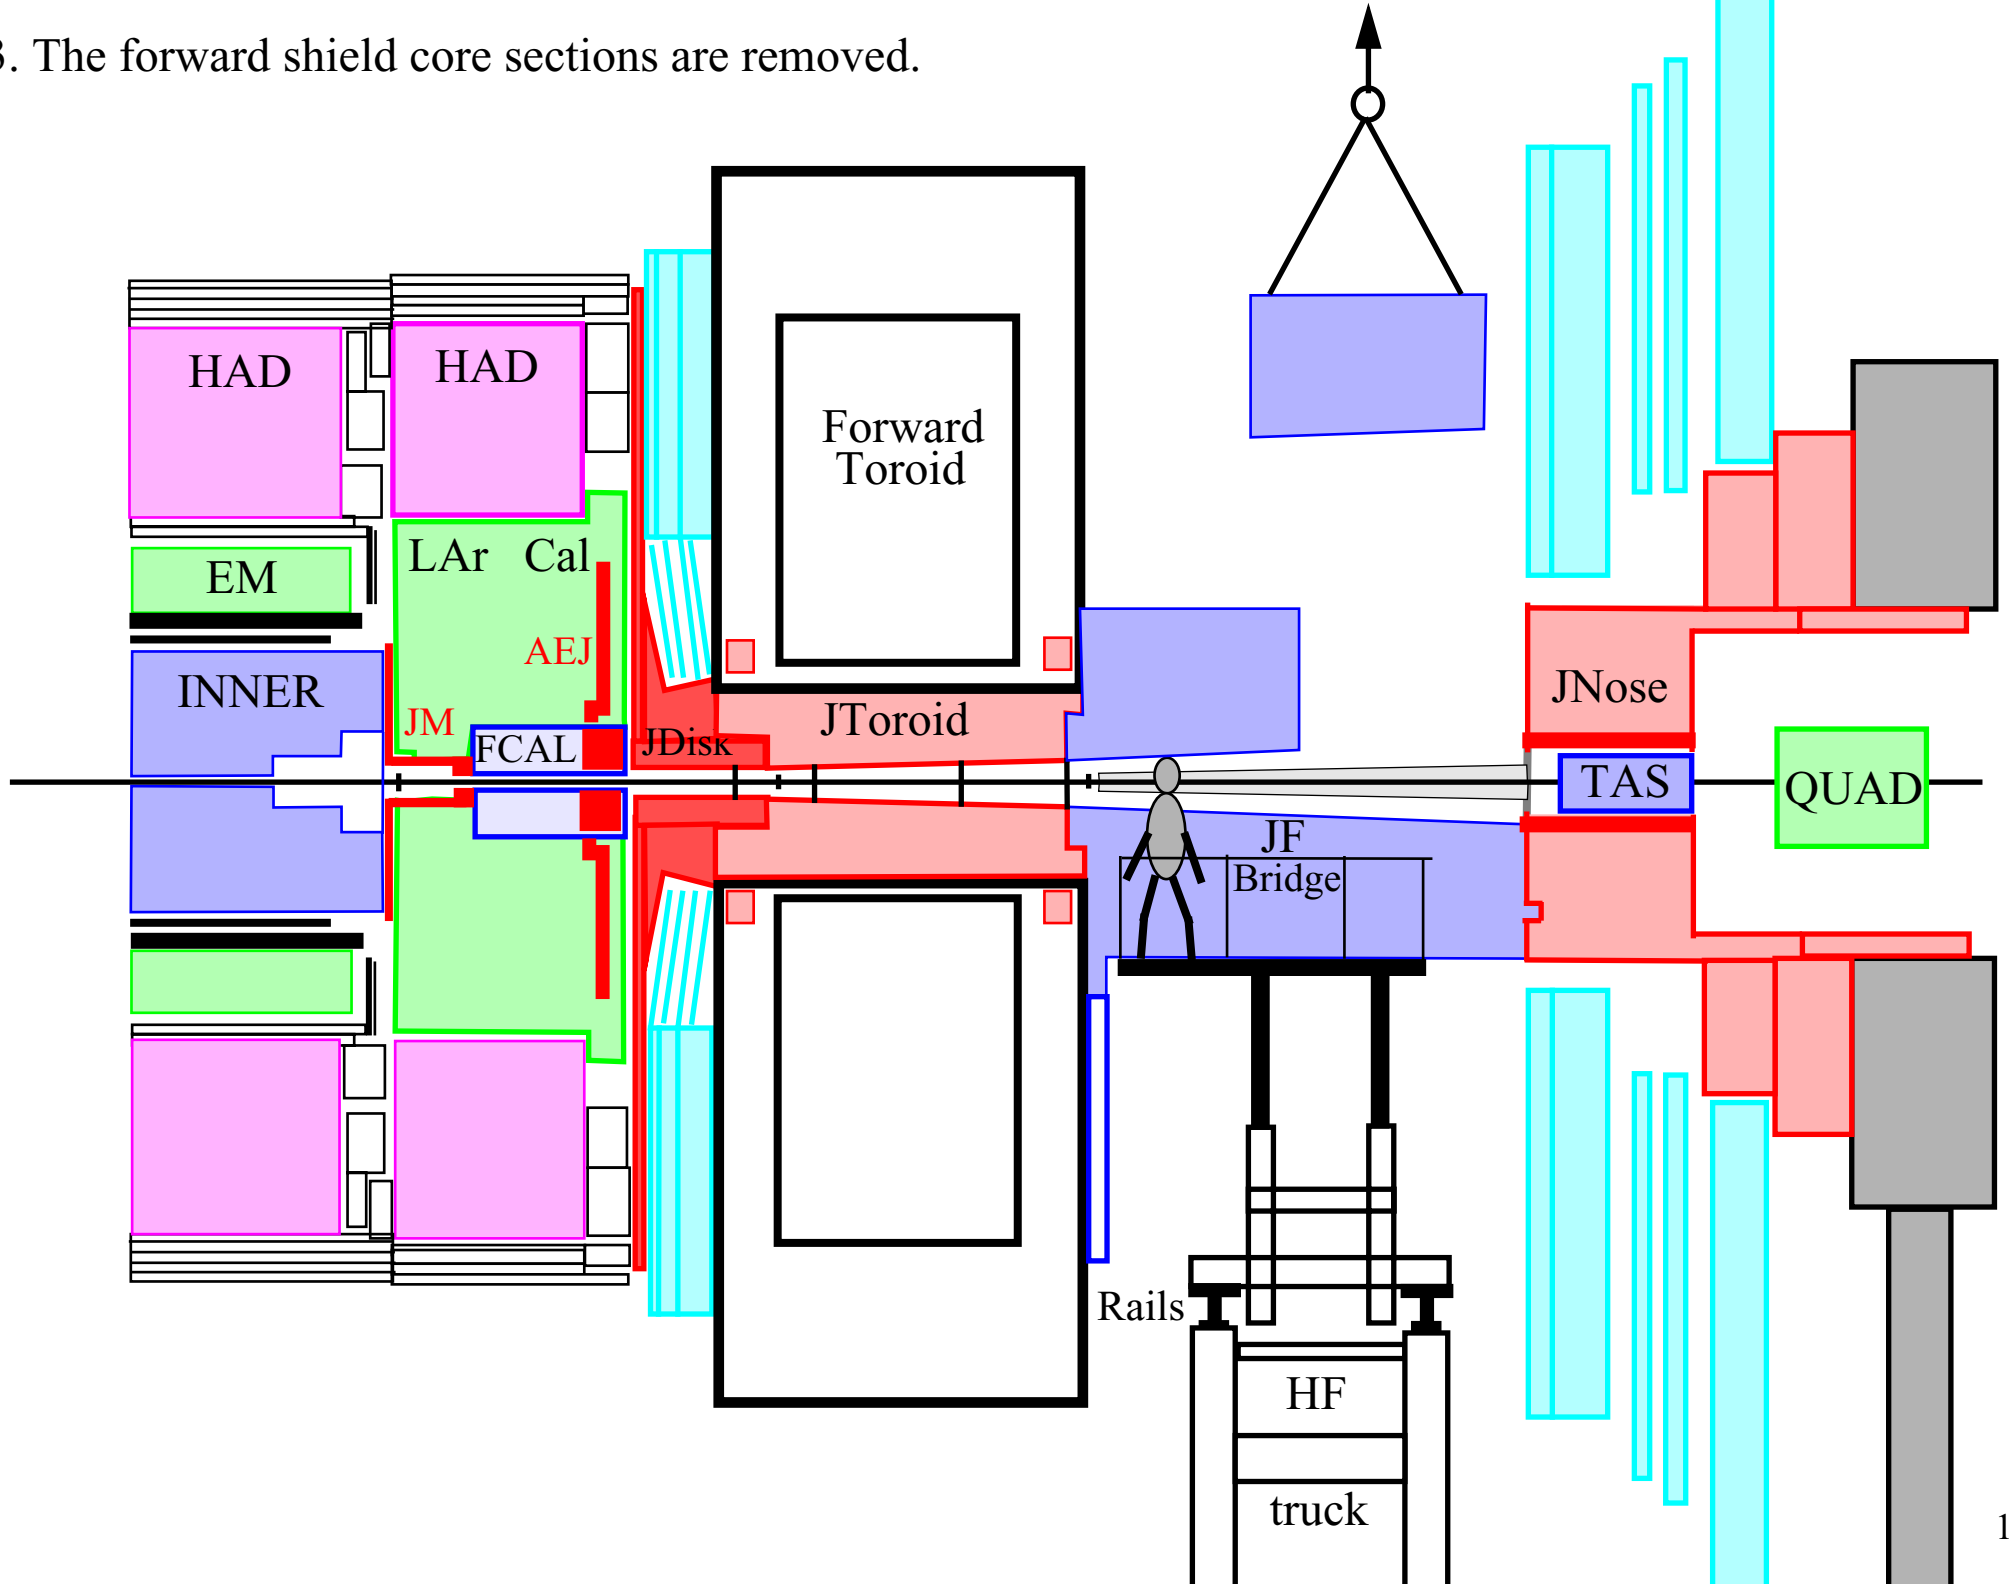 3. The forward shield core sections are removed.
HAD
HAD
Forward
Toroid
LAr Cal
EM
AEJ
INNER
JM
FCAL
JDisk
JToroid
JNose
TAS
QUAD
JF
Bridge
Rails
HF
truck
1